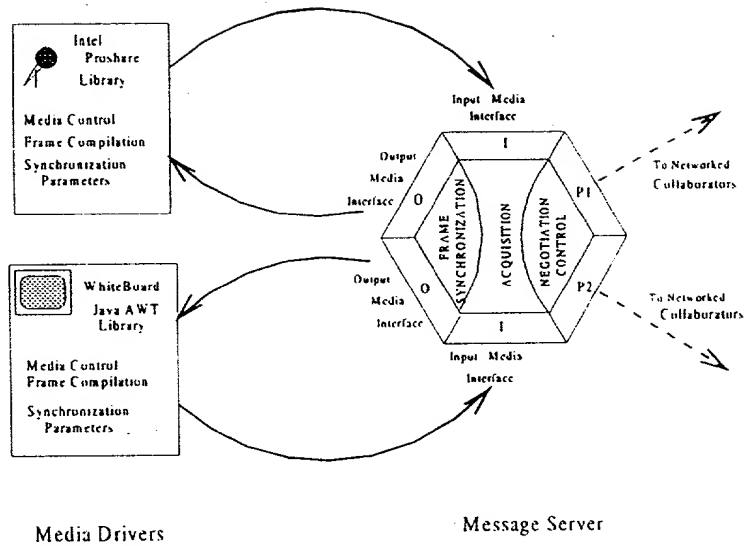 Intel
Proshare
Library
Media Control
Frame Compilation
Synchronization
Parameters
WhiteBoard
Java AWT
Library
Media Control
Frame Compilation
Synchronization
Parameters
Input Media
Interface
Output
Media
Interface
Output
Media
Interface
Input Media
Interface
I
O
O
I
P1
P2
FRAME
SYNCHRONIZATION
ACQUISITION
NEGOTIATION
CONTROL
To Networked
Collaborators
To Networked
Collaborators
Media Drivers
Message Server